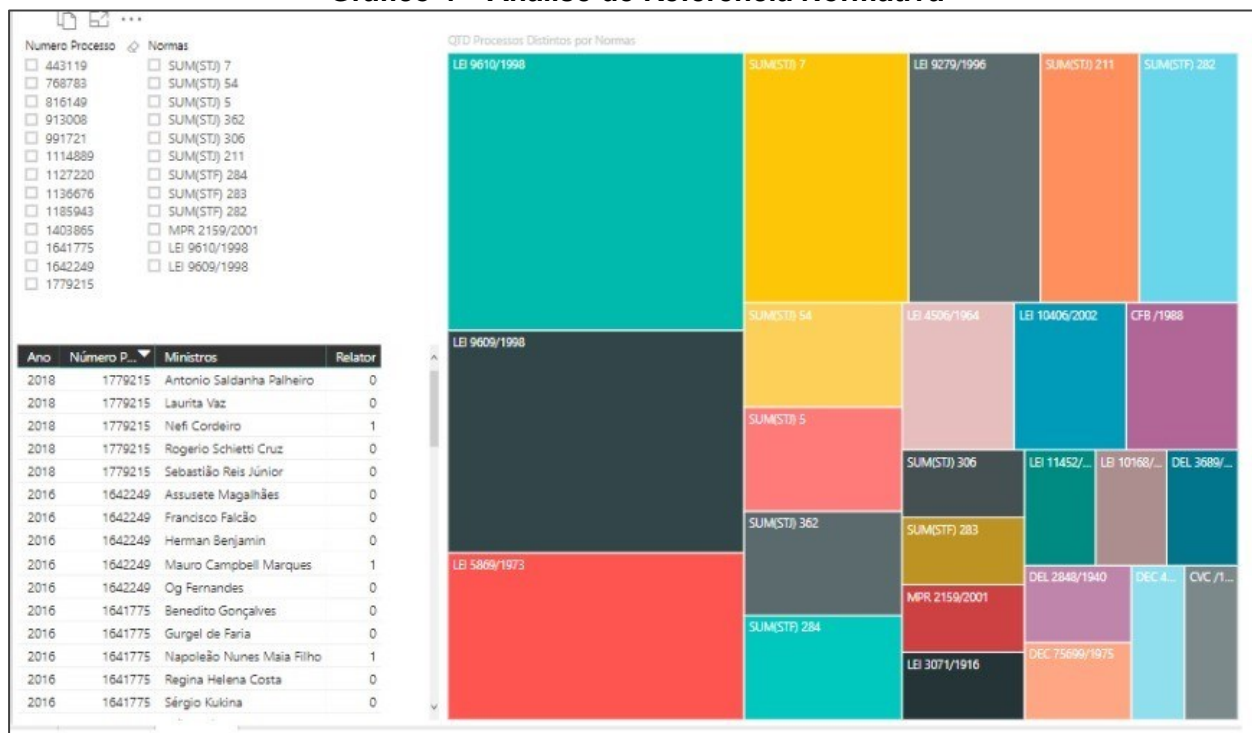 Gráfico 4 - Análise de Referência Normativa
Numero Processo
443119
768783
816149
913008
991721
1114889
1127220
1136676
1185943
1403865
1641775
1642249
1779215
Normas
SUM(STJ) 7
SUM(STJ) 54
SUM(STJ) 5
SUM(STJ) 362
SUM(STJ) 306
SUM(STJ) 211
SUM(STF) 284
SUM(STF) 283
SUM(STF) 282
MPR 2159/2001
LEI 9610/1998
LEI 9609/1998
Ano Número P... Ministros Relator
2018 1779215 Antonio Saldanha Palheiro 0
2018 1779215 Laurita Vaz 0
2018 1779215 Nefi Cordeiro 1
2018 1779215 Rogerio Schietti Cruz 0
2018 1779215 Sebastião Reis Júnior 0
2016 1642249 Assusete Magalhães 0
2016 1642249 Francisco Falcão 0
2016 1642249 Herman Benjamin 0
2016 1642249 Mauro Campbell Marques 1
2016 1642249 Og Fernandes 0
2016 1641775 Benedito Gonçalves 0
2016 1641775 Gurgel de Faria 0
2016 1641775 Napoleão Nunes Maia Filho 1
2016 1641775 Regina Helena Costa 0
2016 1641775 Sérgio Kukina 0
QTD Processos Distintos por Normas
LEI 9610/1998
LEI 9609/1998
LEI 5869/1973
SUM(STJ) 7
LEI 9279/1996
SUM(STJ) 211
SUM(STF) 282
SUM(STJ) 54
SUM(STJ) 5
SUM(STJ) 362
SUM(STF) 284
LEI 4506/1964
LEI 10406/2002
CFB /1988
SUM(STJ) 306
SUM(STF) 283
MPR 2159/2001
LEI 3071/1916
LEI 11452/...
LEI 10168/...
DEL 3689/...
DEL 2848/1940
DEC 75699/1975
DEC 4...
CVC /1...